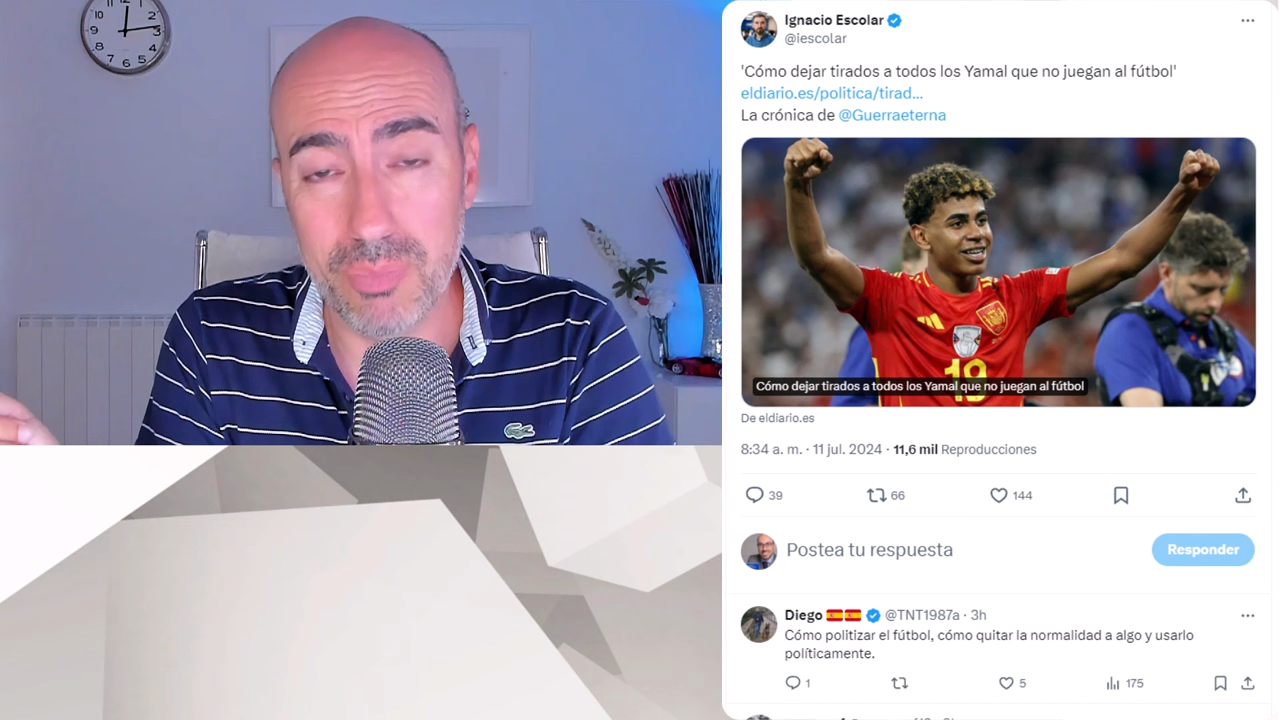 Ignacio Escolar
@iescolar
'Cómo dejar tirados a todos los Yamal que no juegan al fútbol'
eldiario.es/politica/tirad...
La crónica de @Guerraeterna
19
Cómo dejar tirados a todos los Yamal que no juegan al fútbol
De eldiario.es
8:34 a. m. · 11 jul. 2024 · 11,6 mil Reproducciones
39 66 144
Postea tu respuesta
Responder
Diego @TNT1987a · 3h
Cómo politizar el fútbol, cómo quitar la normalidad a algo y usarlo
políticamente.
1 5 175